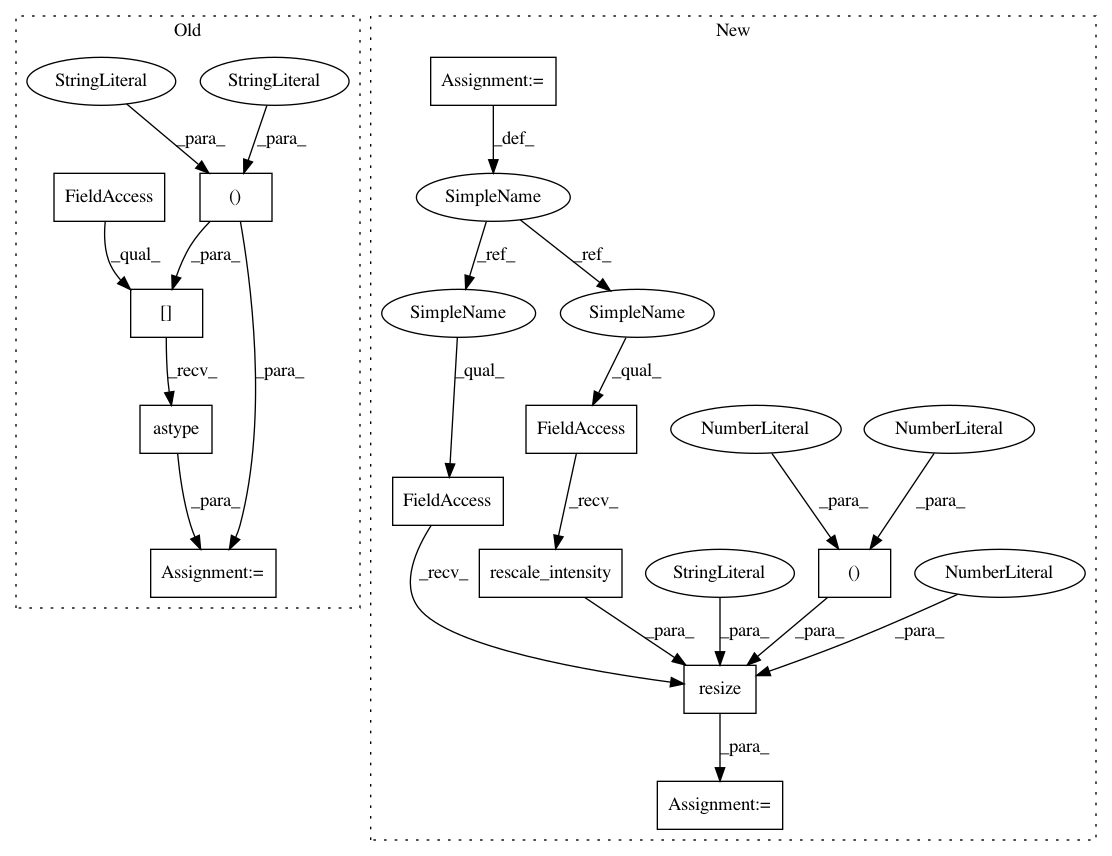 Old
New
StringLiteral
StringLiteral
Assignment:=
_para_
_para_
_def_
FieldAccess
()
SimpleName
_qual_
_para_
_ref_
_ref_
[]
SimpleName
SimpleName
_recv_
_para_
_qual_
_qual_
astype
FieldAccess
NumberLiteral
NumberLiteral
_para_
FieldAccess
_recv_
_para_
_para_
Assignment:=
_recv_
rescale_intensity
StringLiteral
()
NumberLiteral
_para_
_para_
_para_
_para_
resize
_para_
Assignment:=